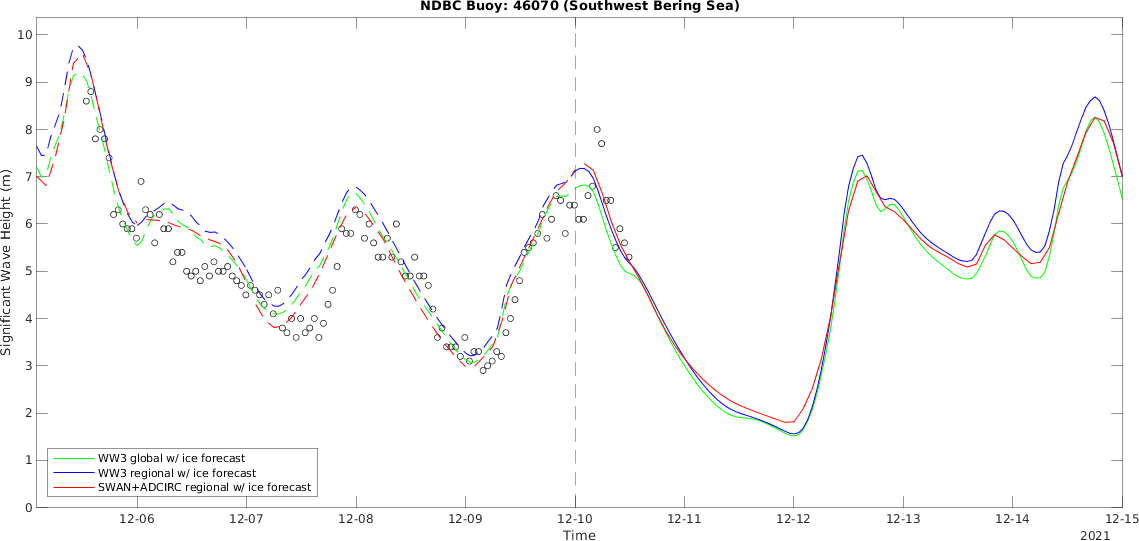 NDBC Buoy: 46070 (Southwest Bering Sea)
Significant Wave Height (m)
10
9
8
7
6
5
4
3
2
1
0
WW3 global w/ ice forecast
WW3 regional w/ ice forecast
SWAN+ADCIRC regional w/ ice forecast
12-06 12-07 12-08 12-09 12-10 12-11 12-12 12-13 12-14 12-15
Time
2021